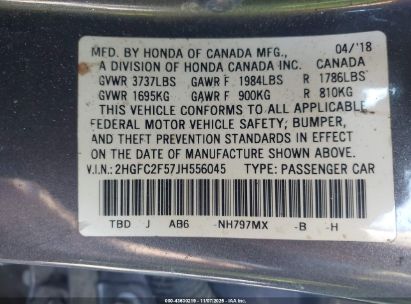 MFD. BY HONDA OF CANADA MFG., 04/'18
A DIVISION OF HONDA CANADA INC. CANADA
GVWR 3737LBS GAWR F 1984LBS R 1786LBS
GVWR 1695KG GAWR F 900KG R 810KG
THIS VEHICLE CONFORMS TO ALL APPLICABLE
FEDERAL MOTOR VEHICLE SAFETY; BUMPER,
AND THEFT PREVENTION STANDARDS IN EFFECT
ON THE DATE OF MANUFACTURE SHOWN ABOVE.
V.I.N.: 2HGFC2F57JH556045 TYPE: PASSENGER CAR
TBD J AB6 -NH797MX -B -H